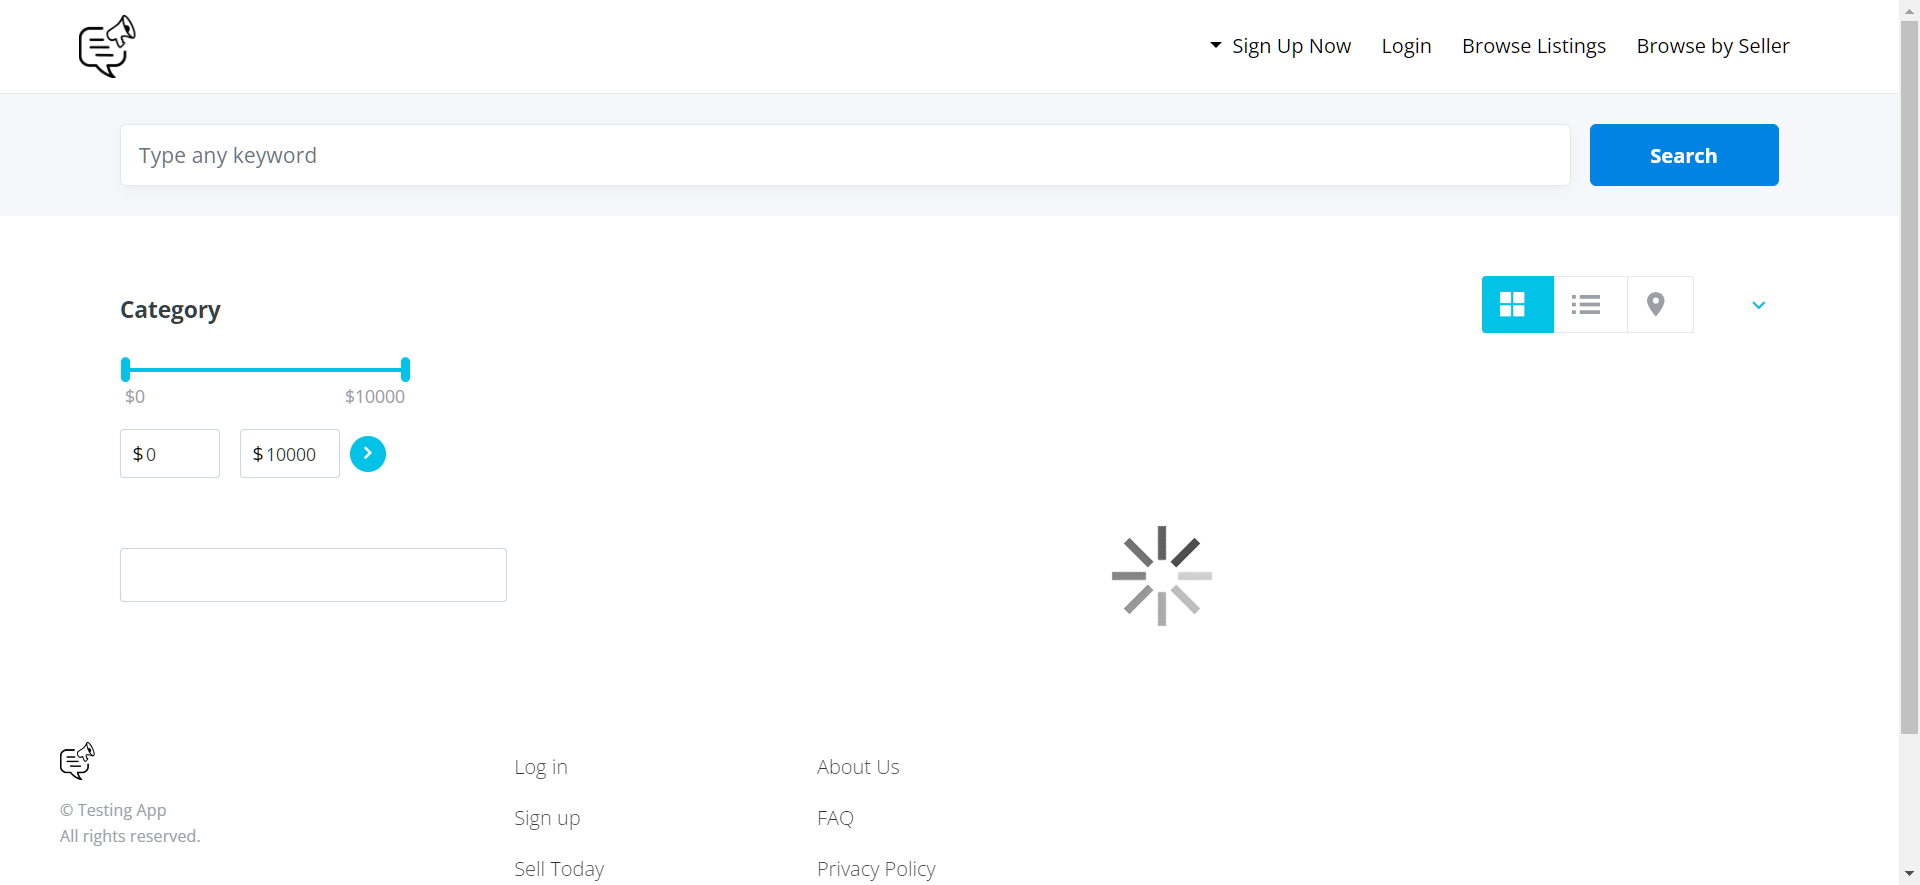 Sign Up Now Login Browse Listings Browse by Seller
Type any keyword Search
Category
$0 $10000
$ 0 $ 10000
© Testing App
All rights reserved.
Log in
Sign up
Sell Today
About Us
FAQ
Privacy Policy